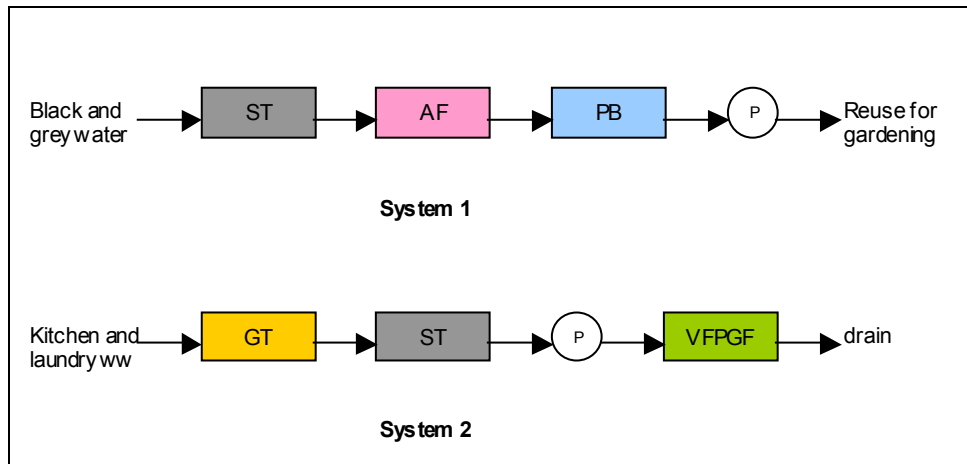 Black and
grey water
ST
AF
PB
P
Reuse for
gardening
System 1
Kitchen and
laundry ww
GT
ST
P
VFPGF
drain
System 2